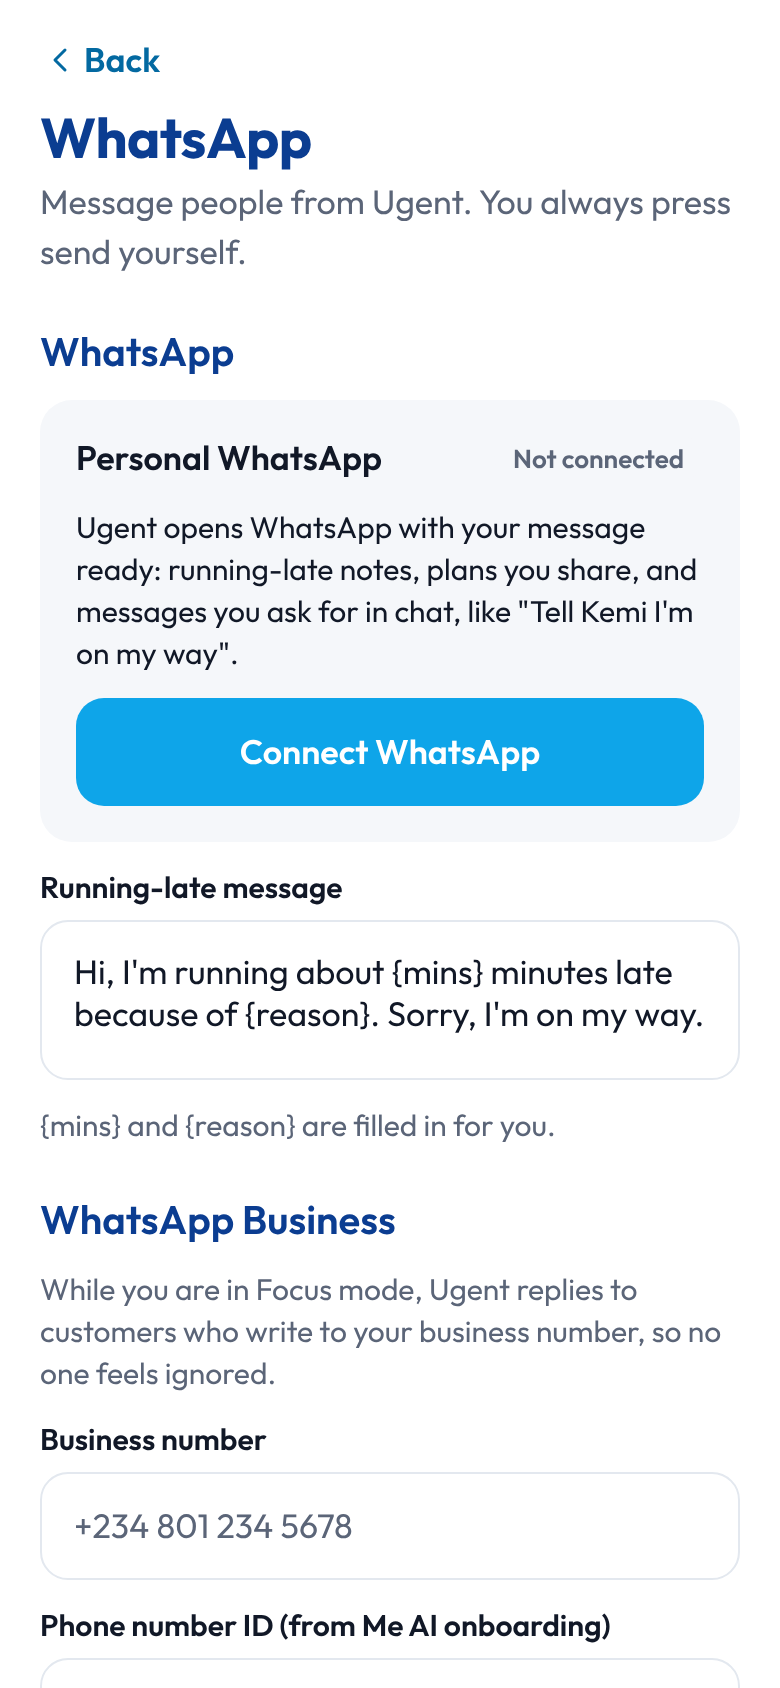 Back
WhatsApp
Message people from Ugent. You always press
send yourself.
WhatsApp
Personal WhatsApp
Not connected
Ugent opens WhatsApp with your message
ready: running-late notes, plans you share, and
messages you ask for in chat, like "Tell Kemi I'm
on my way".
Connect WhatsApp
Running-late message
Hi, I'm running about {mins} minutes late
because of {reason}. Sorry, I'm on my way.
{mins} and {reason} are filled in for you.
WhatsApp Business
While you are in Focus mode, Ugent replies to
customers who write to your business number, so no
one feels ignored.
Business number
+234 801 234 5678
Phone number ID (from Me AI onboarding)